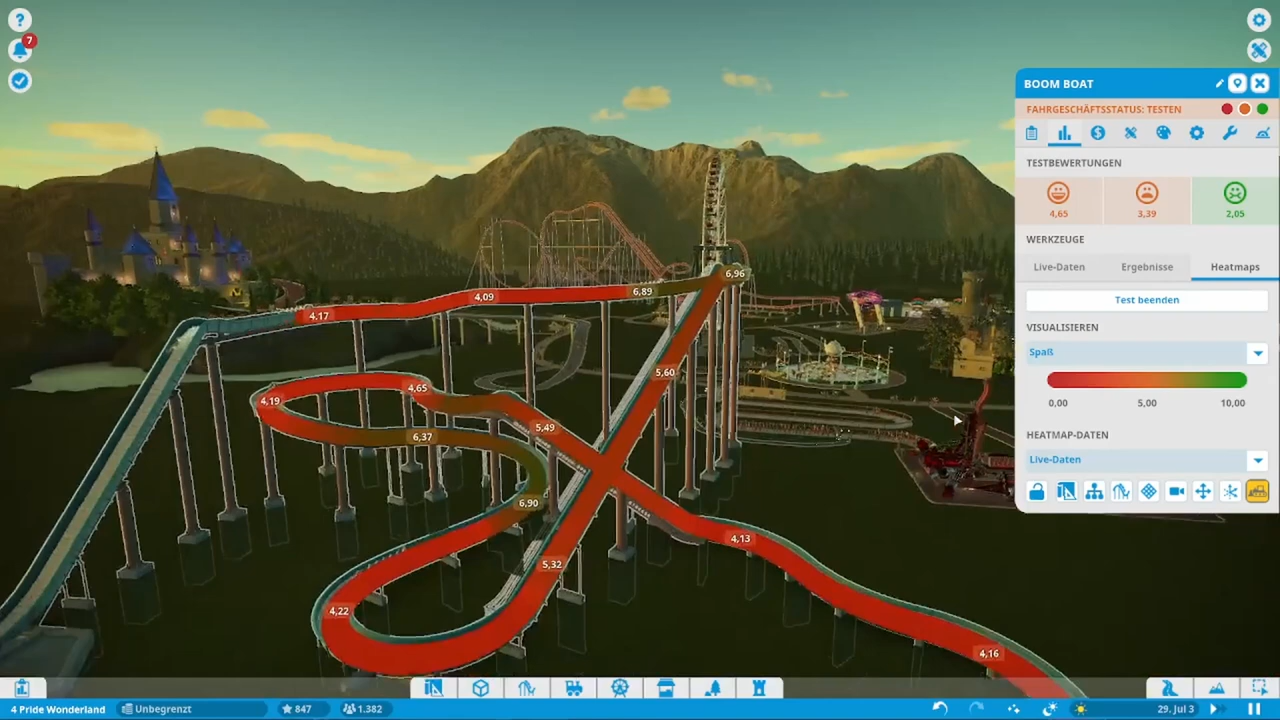 ?
7
BOOM BOAT
FAHRGESCHÄFTSSTATUS: TESTEN
TESTBEWERTUNGEN
4,65 3,39 2,05
WERKZEUGE
Live-Daten Ergebnisse Heatmaps
Test beenden
VISUALISIEREN
Spaß
0,00 5,00 10,00
HEATMAP-DATEN
Live-Daten
6,96
6,89
4,09
4,17
5,60
4,65
4,19
5,49
6,37
6,90
4,13
5,32
4,22
4,16
4 Pride Wonderland Unbegrenzt 847 1.382 29. Jul 3